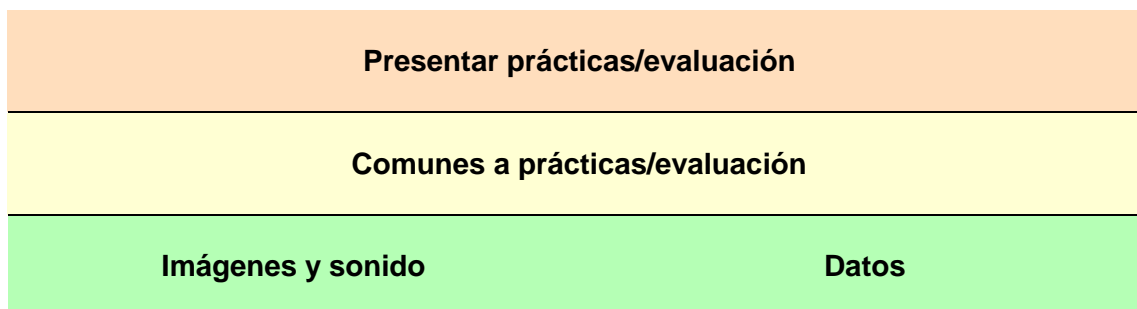 Presentar prácticas/evaluación
Comunes a prácticas/evaluación
Imágenes y sonido Datos